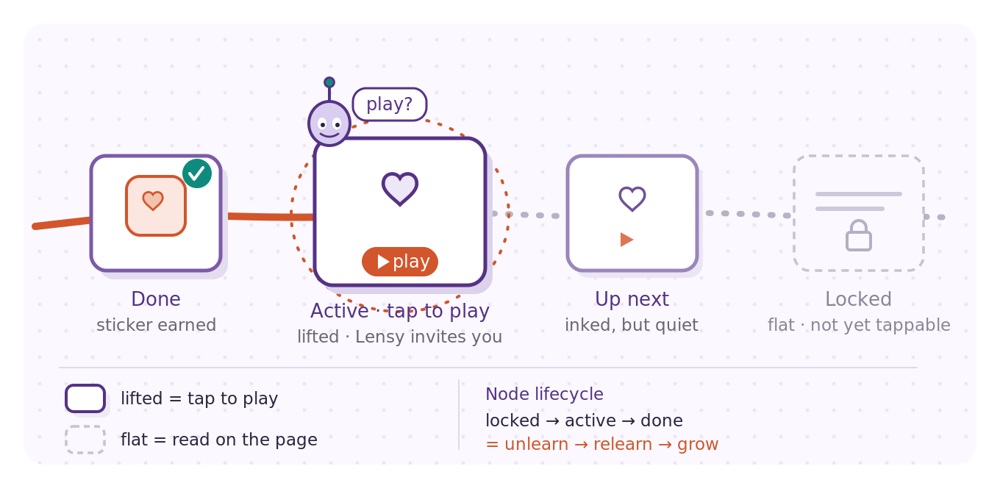 play?
play
Done
sticker earned
Active · tap to play
lifted · Lensy invites you
Up next
inked, but quiet
Locked
flat · not yet tappable
lifted = tap to play
flat = read on the page
Node lifecycle
locked → active → done
= unlearn → relearn → grow